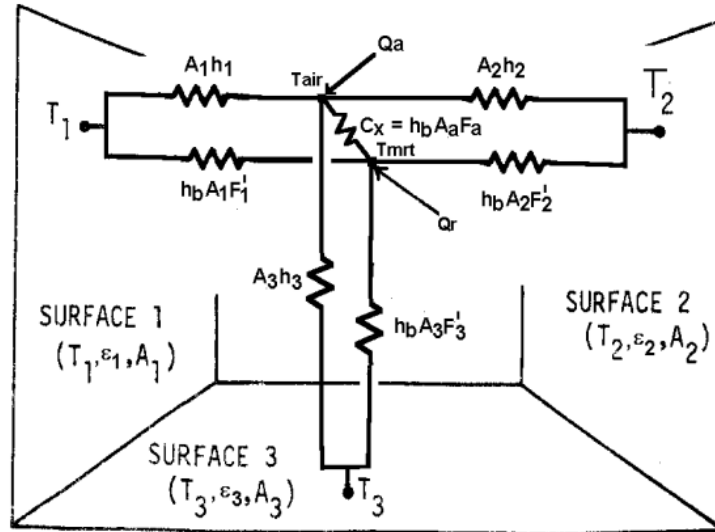 Qa
A1h1
Tair
A2h2
T1
Cx = hbAaFa
T2
Tmrt
hbA1F'1
hbA2F'2
Qr
A3h3
hbA3F'3
SURFACE 1
(T1,ε1,A1)
SURFACE 2
(T2,ε2,A2)
SURFACE 3
(T3,ε3,A3)
T3